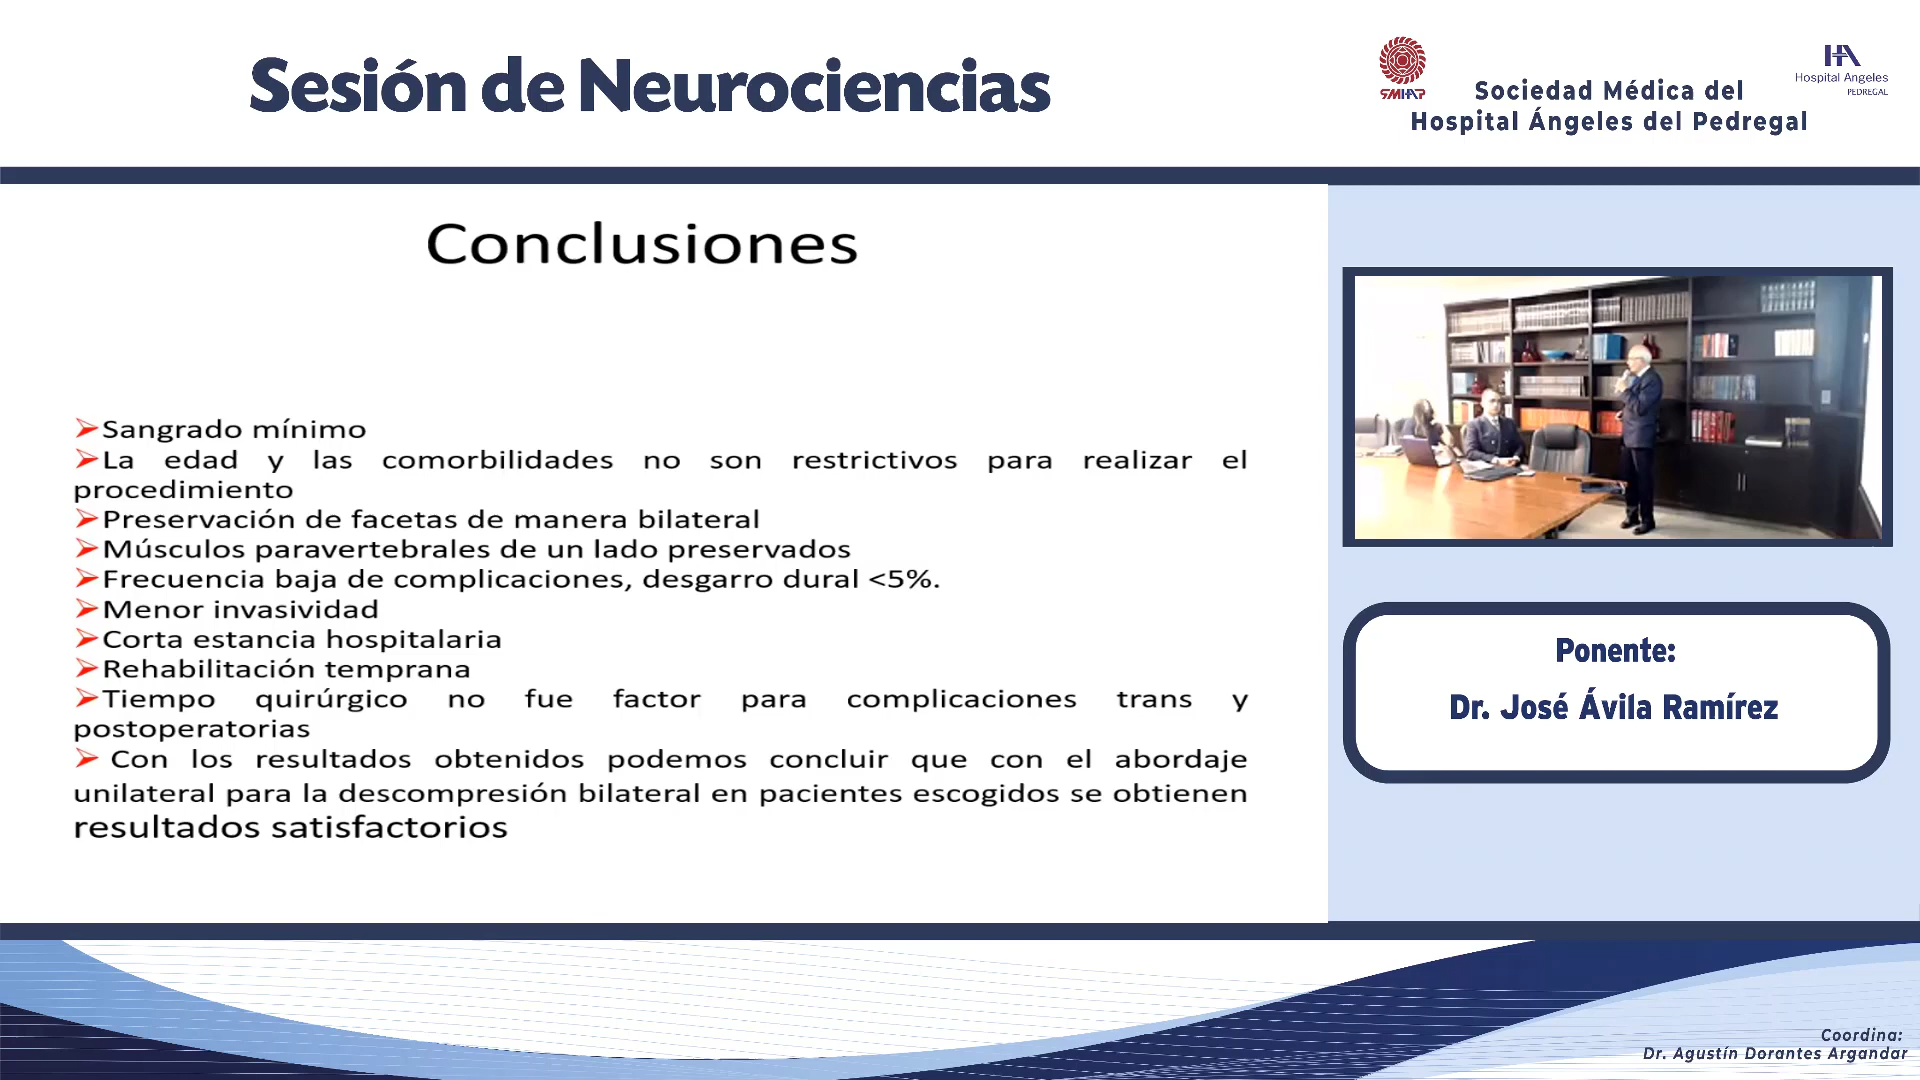 Sesión de Neurociencias
SMHAP
Sociedad Médica del
Hospital Ángeles del Pedregal
HA
Hospital Angeles
PEDREGAL
Conclusiones
➢Sangrado mínimo
➢La edad y las comorbilidades no son restrictivos para realizar el
procedimiento
➢Preservación de facetas de manera bilateral
➢Músculos paravertebrales de un lado preservados
➢Frecuencia baja de complicaciones, desgarro dural <5%.
➢Menor invasividad
➢Corta estancia hospitalaria
➢Rehabilitación temprana
➢Tiempo quirúrgico no fue factor para complicaciones trans y
postoperatorias
➢ Con los resultados obtenidos podemos concluir que con el abordaje
unilateral para la descompresión bilateral en pacientes escogidos se obtienen
resultados satisfactorios
Ponente:
Dr. José Ávila Ramírez
Coordina:
Dr. Agustín Dorantes Argandar